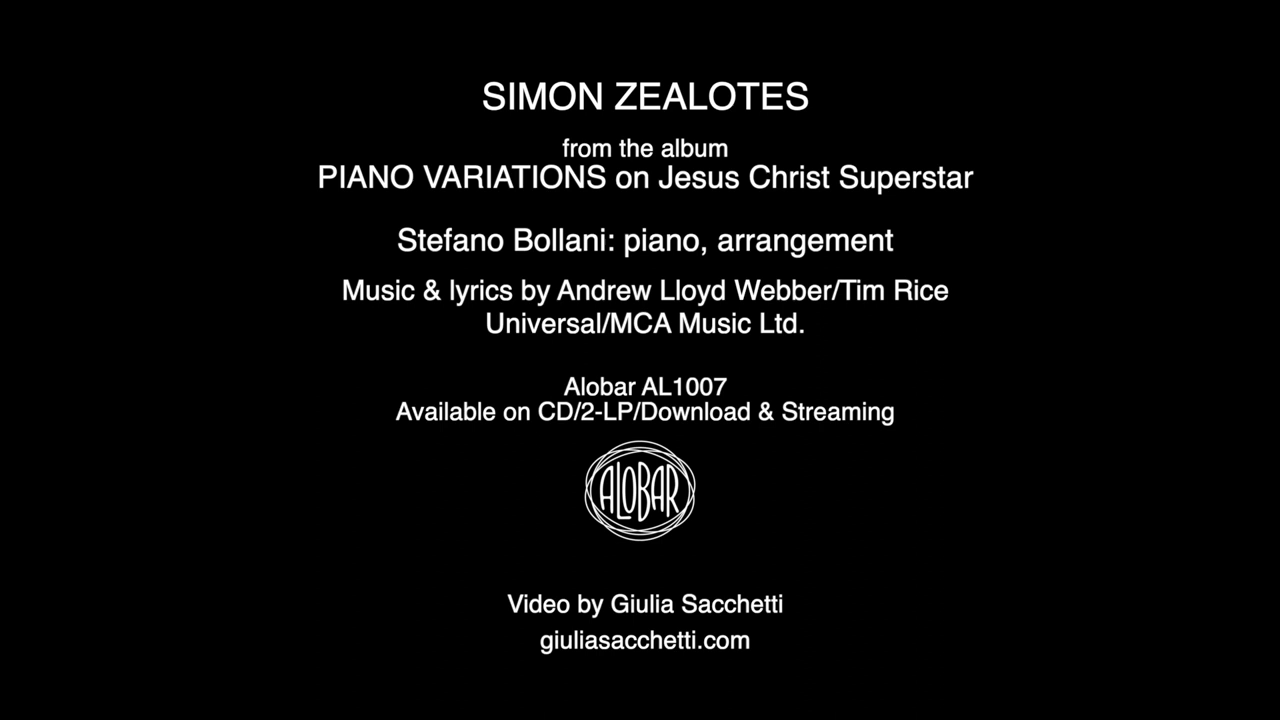 SIMON ZEALOTES
from the album
PIANO VARIATIONS on Jesus Christ Superstar
Stefano Bollani: piano, arrangement
Music & lyrics by Andrew Lloyd Webber/Tim Rice
Universal/MCA Music Ltd.
Alobar AL1007
Available on CD/2-LP/Download & Streaming
ALOBAR
Video by Giulia Sacchetti
giuliasacchetti.com